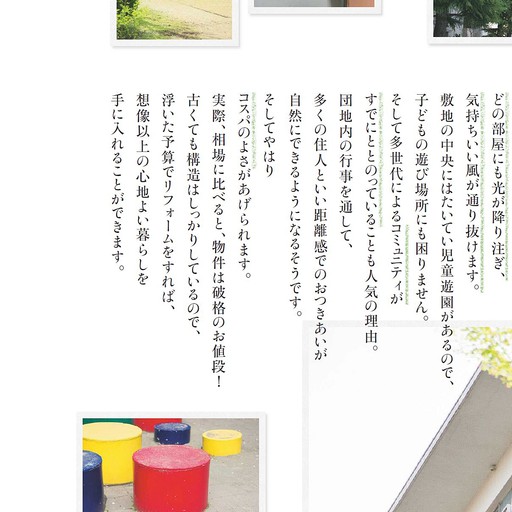 どの部屋にも光が降り注ぎ、
気持ちいい風が通り抜けます。
敷地の中央にはたいてい児童遊園があるので、
子どもの遊び場所にも困りません。
そして多世代によるコミュニティが
すでにととのっていることも人気の理由。
団地内の行事を通して、
多くの住人といい距離感でのおつきあいが
自然にできるようになるそうです。
そしてやはり
コスパのよさがあげられます。
実際、相場に比べると、物件は破格のお値段！
古くても構造はしっかりしているので、
浮いた予算でリフォームをすれば、
想像以上の心地よい暮らしを
手に入れることができます。